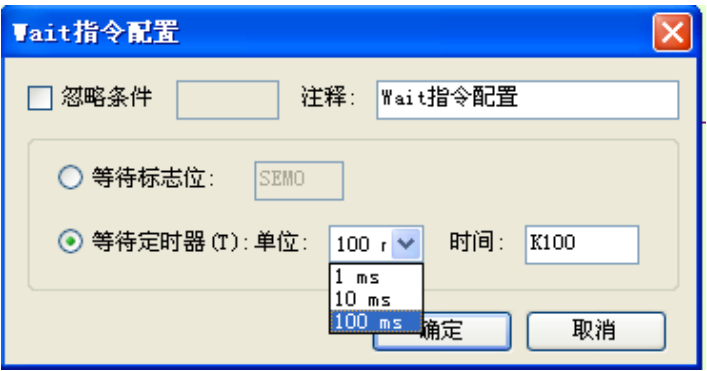 Wait指令配置
忽略条件 注释: Wait指令配置
等待标志位: SEM0
等待定时器(T):单位: 100 m 时间: K100
1 ms
10 ms
100 ms
确定 取消